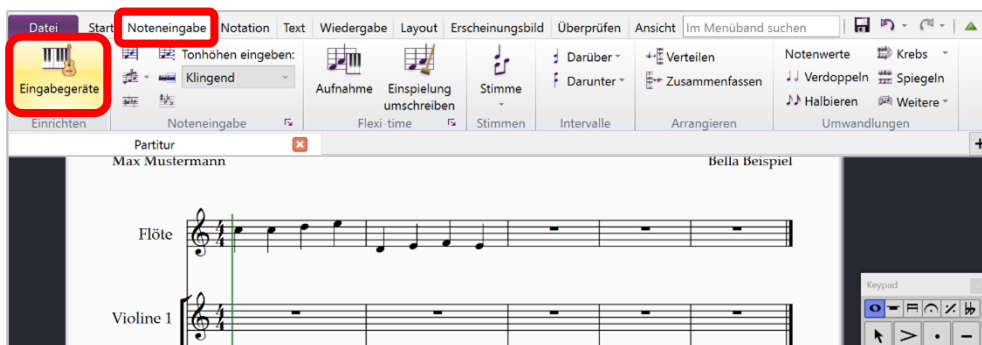 Datei Start Noteneingabe Notation Text Wiedergabe Layout Erscheinungsbild Überprüfen Ansicht Im Menüband suchen
Tonhöhen eingeben:
Klingend
Eingabegeräte
Aufnahme
Einspielung umschreiben
Stimme
Darüber
Darunter
Verteilen
Zusammenfassen
Notenwerte
Verdoppeln
Halbieren
Krebs
Spiegeln
Weitere
Einrichten Noteneingabe Flexi-time Stimmen Intervalle Arrangieren Umwandlungen
Partitur
Max Mustermann Bella Beispiel
Flöte
Violine 1
Keypad